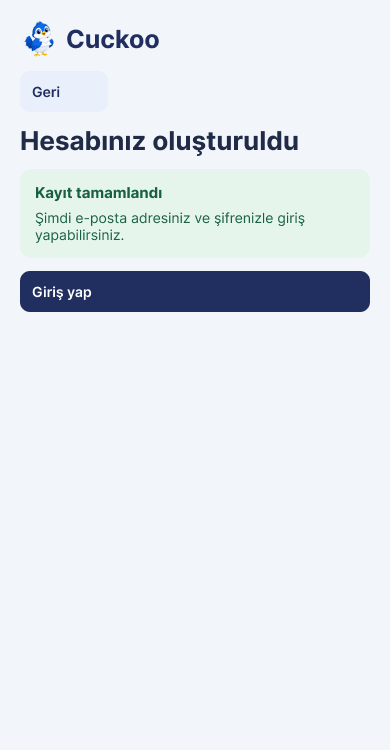 Cuckoo
Geri
Hesabınız oluşturuldu
Kayıt tamamlandı
Şimdi e-posta adresiniz ve şifrenizle giriş
yapabilirsiniz.
Giriş yap